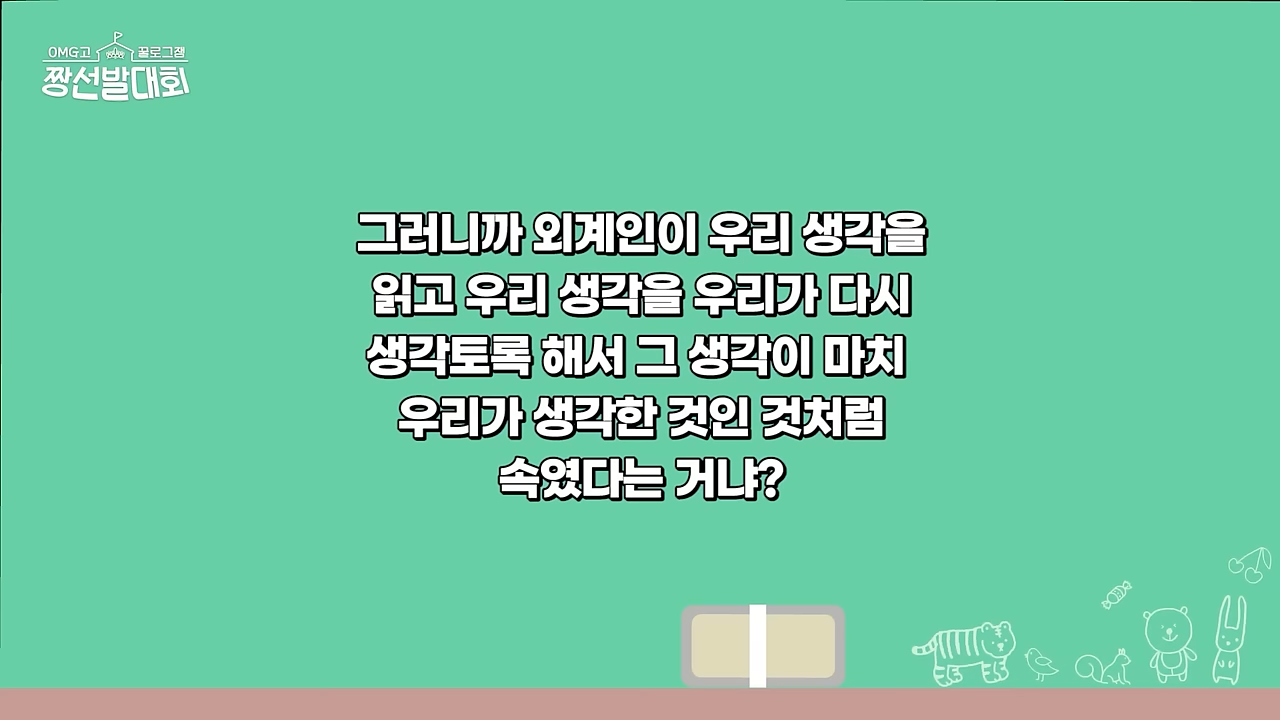 OMG고 꿀로그잼
짱선발대회
그러니까 외계인이 우리 생각을
읽고 우리 생각을 우리가 다시
생각토록 해서 그 생각이 마치
우리가 생각한 것인 것처럼
속였다는 거냐?